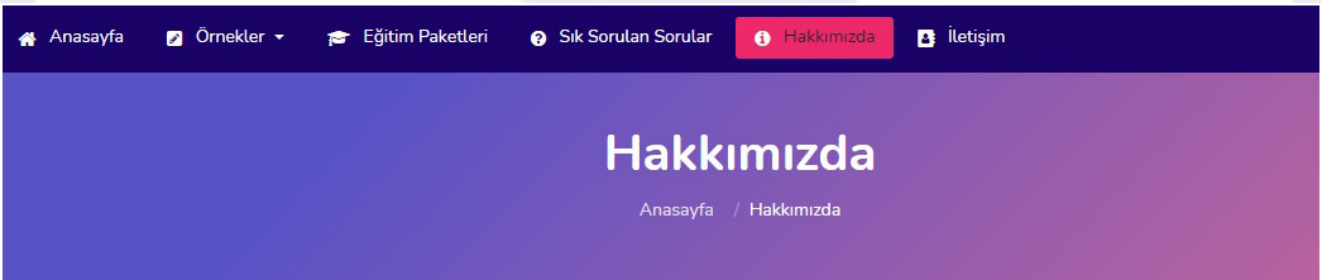 Anasayfa Örnekler Eğitim Paketleri Sık Sorulan Sorular Hakkımızda İletişim
Hakkımızda
Anasayfa / Hakkımızda